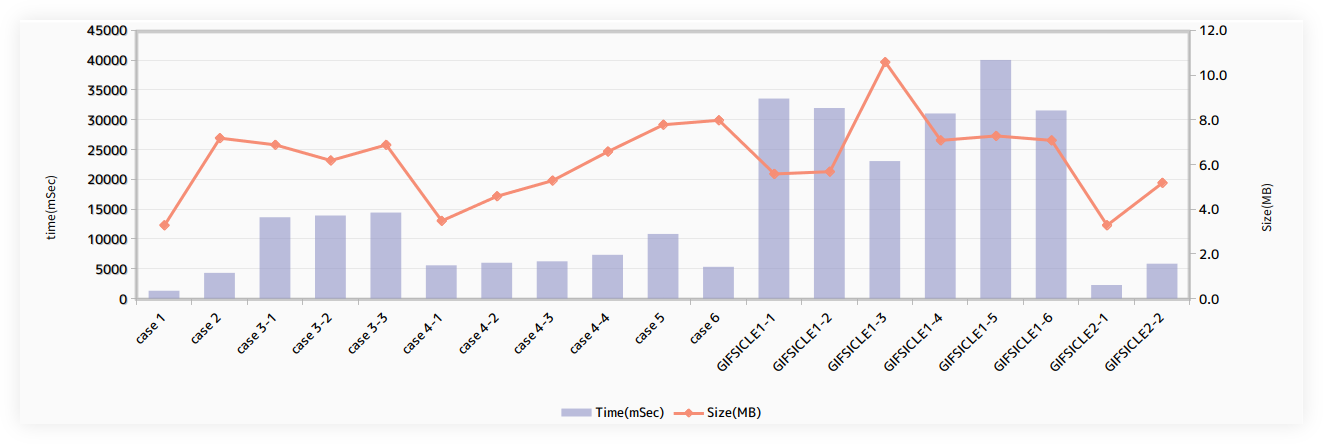 45000
40000
35000
30000
25000
20000
15000
10000
5000
0
time(mSec)
12.0
10.0
8.0
6.0
4.0
2.0
0.0
Size(MB)
case 1
case 2
case 3-1
case 3-2
case 3-3
case 4-1
case 4-2
case 4-3
case 4-4
case 5
case 6
GIFSICLE1-1
GIFSICLE1-2
GIFSICLE1-3
GIFSICLE1-4
GIFSICLE1-5
GIFSICLE1-6
GIFSICLE2-1
GIFSICLE2-2
Time(mSec) Size(MB)